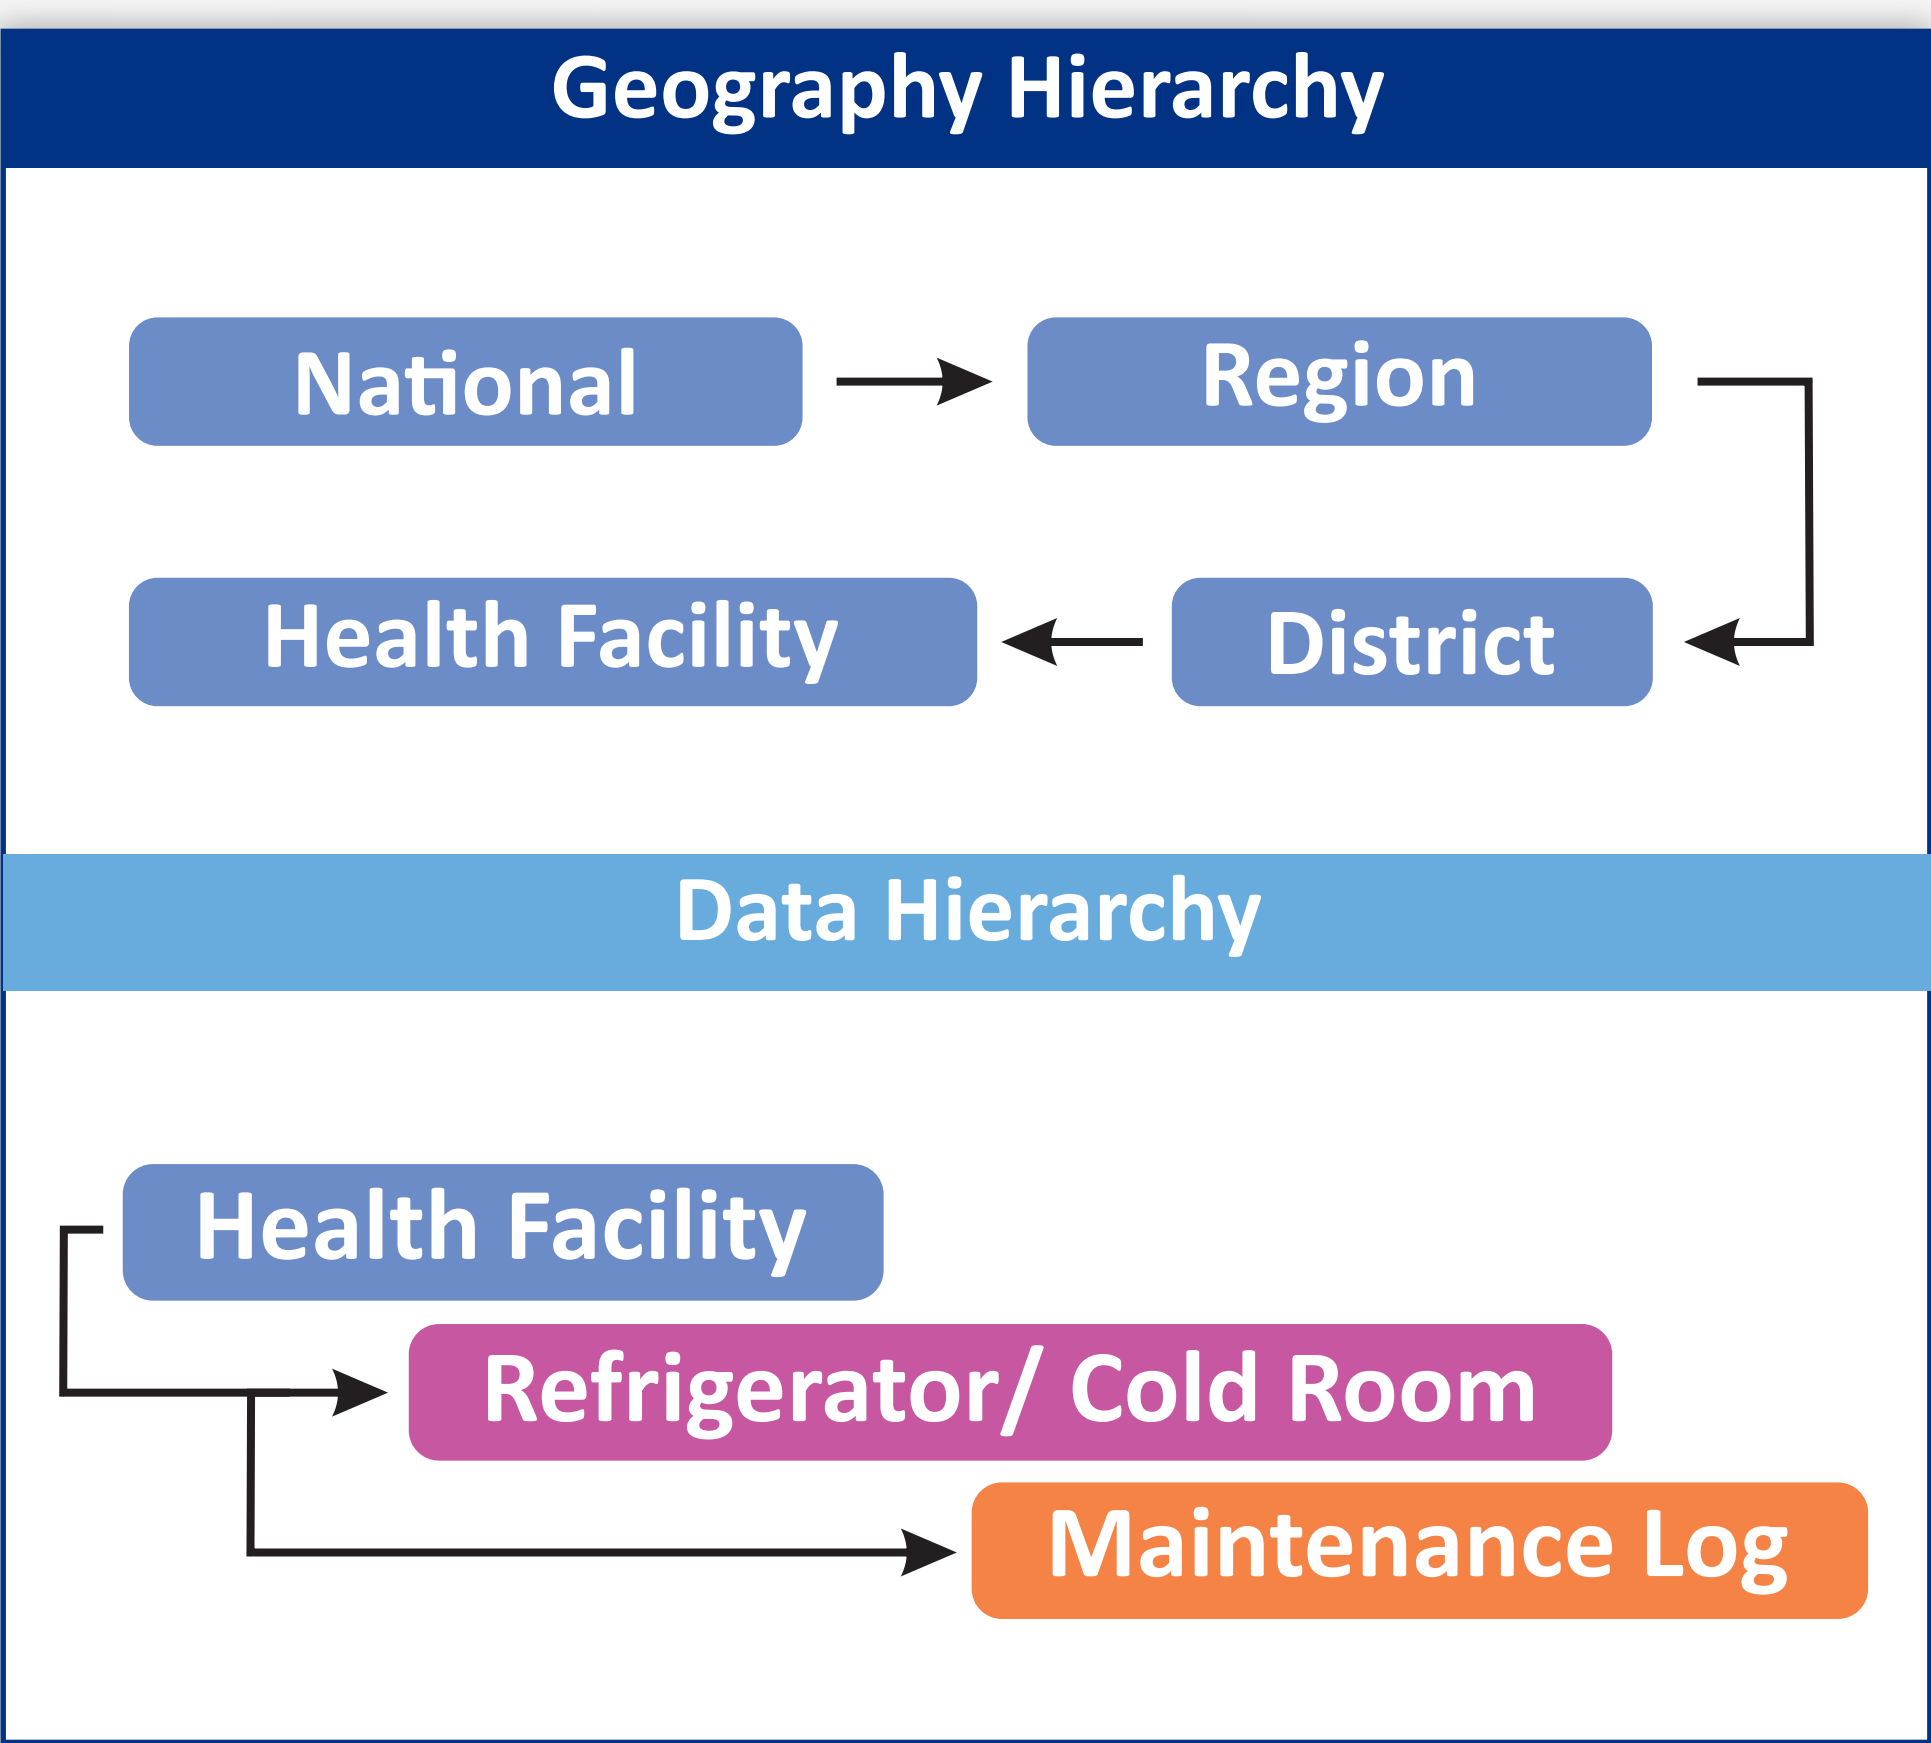 Geography Hierarchy
National
Region
Health Facility
District
Data Hierarchy
Health Facility
Refrigerator/ Cold Room
Maintenance Log